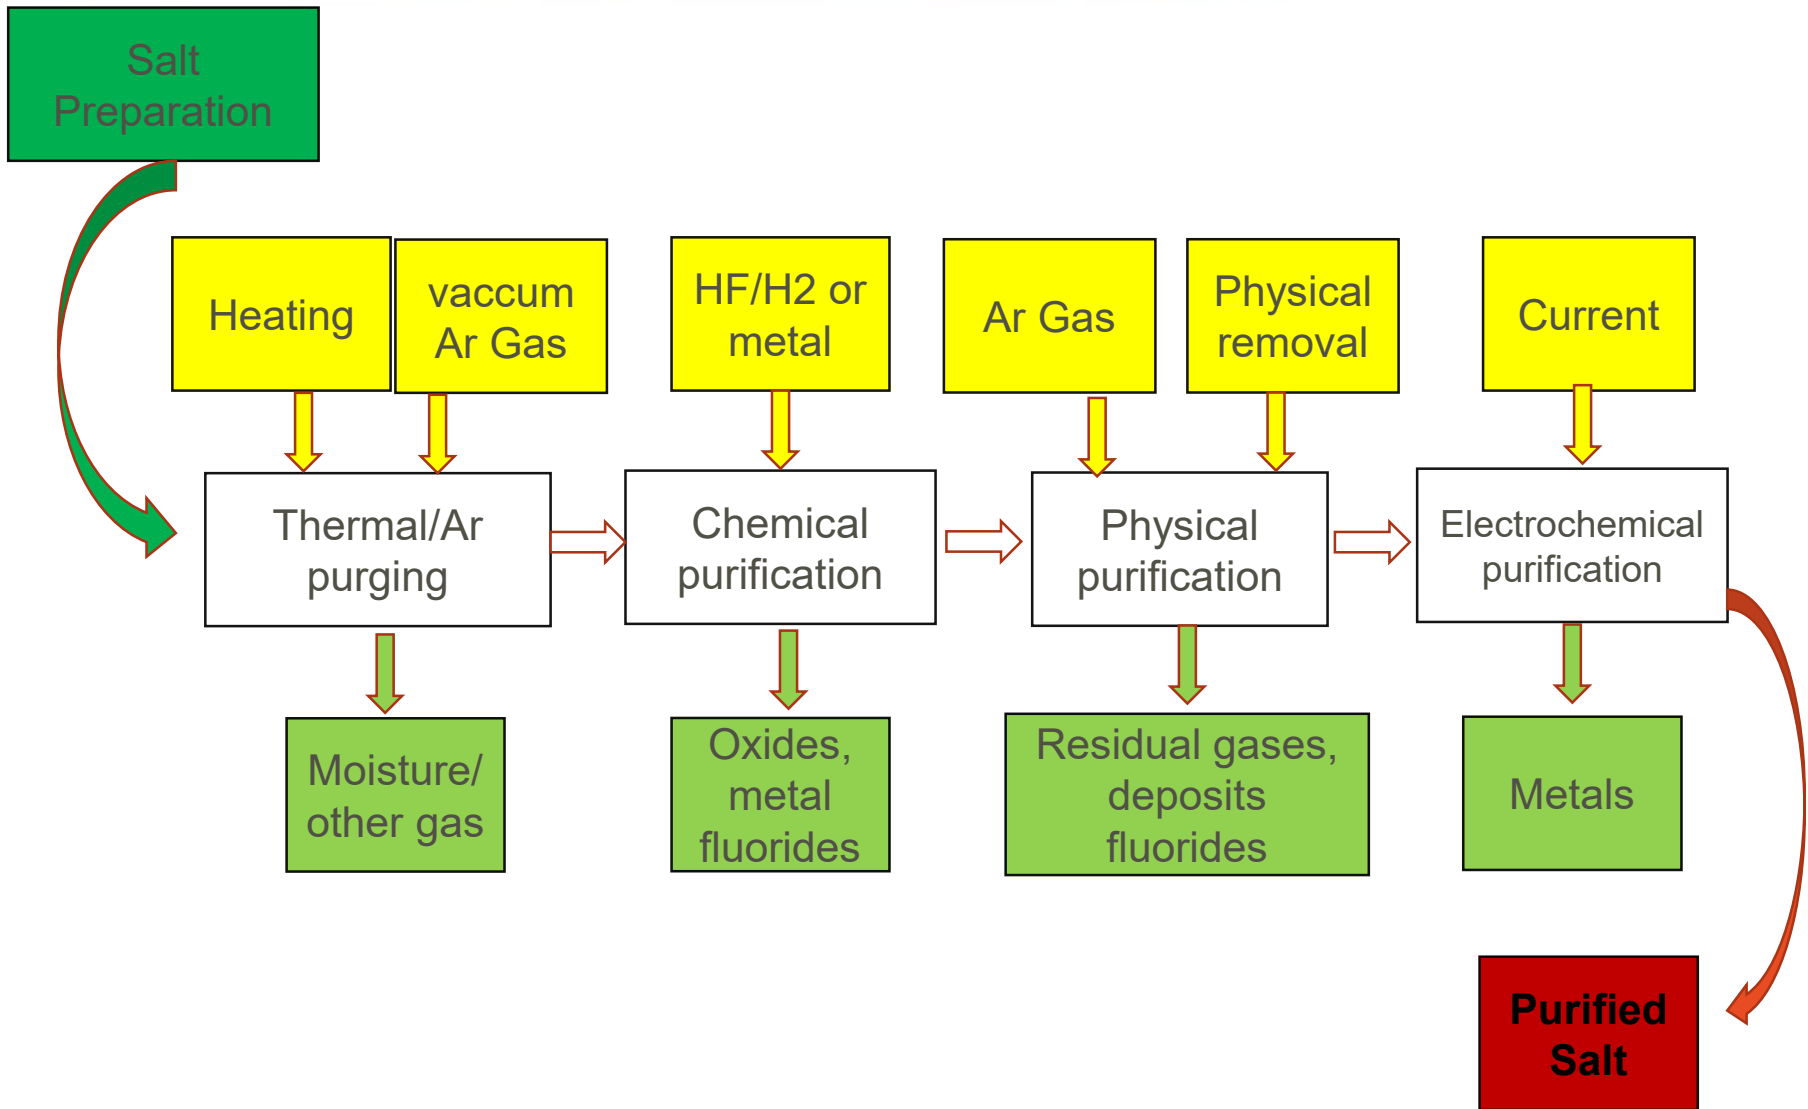 Salt
Preparation
Heating
vaccum
Ar Gas
HF/H2 or
metal
Ar Gas
Physical
removal
Current
Thermal/Ar
purging
Chemical
purification
Physical
purification
Electrochemical
purification
Moisture/
other gas
Oxides,
metal
fluorides
Residual gases,
deposits
fluorides
Metals
Purified
Salt